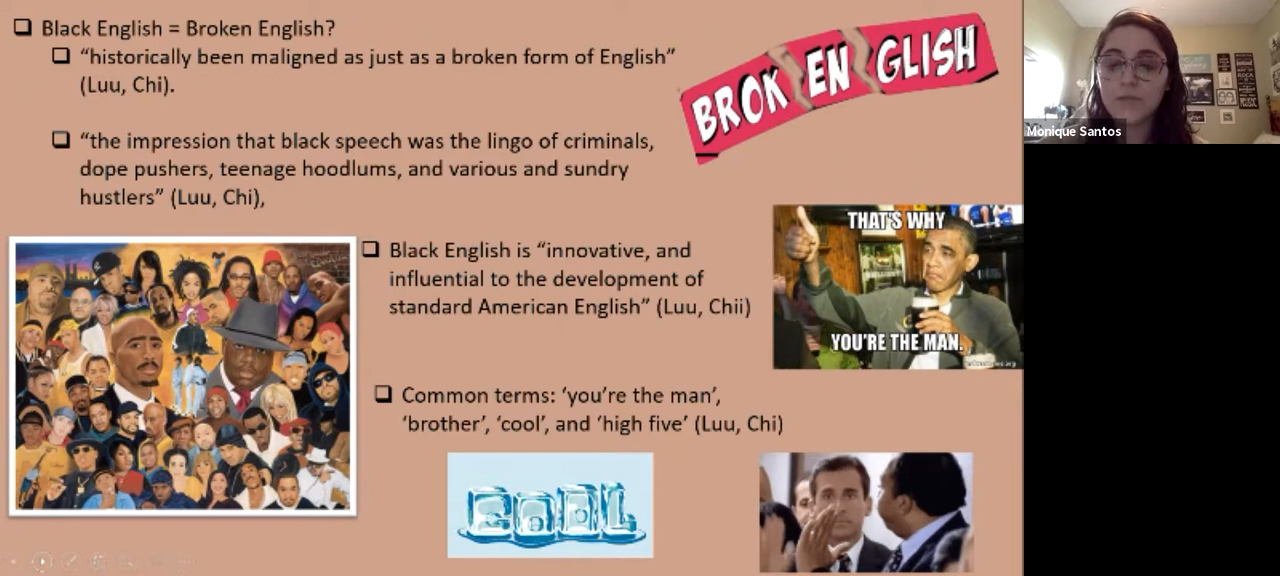 Black English = Broken English?
“historically been maligned as just as a broken form of English”
(Luu, Chi).
BROK EN GLISH
Monique Santos
“the impression that black speech was the lingo of criminals,
dope pushers, teenage hoodlums, and various and sundry
hustlers” (Luu, Chi),
THAT'S WHY
YOU'RE THE MAN.
Black English is “innovative, and
influential to the development of
standard American English” (Luu, Chii)
Common terms: ‘you’re the man’,
‘brother’, ‘cool’, and ‘high five’ (Luu, Chi)
COOL